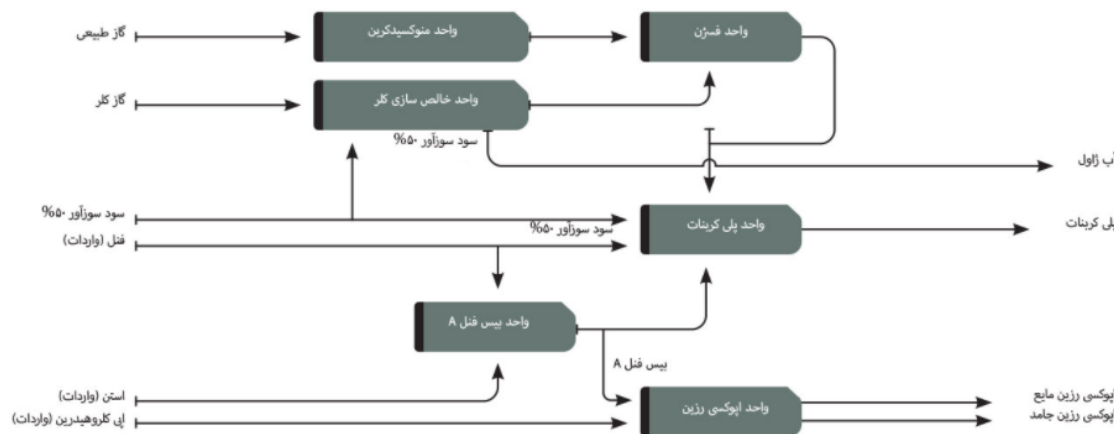 گاز طبیعی
واحد منوکسیدکربن
واحد فسژن
گاز کلر
واحد خالص سازی کلر
سود سوزآور ۵۰%
آب ژاول
سود سوزآور ۵۰%
واحد پلی کربنات
پلی کربنات
سود سوزآور ۵۰%
فنل (واردات)
واحد بیس فنل A
بیس فنل A
استن (واردات)
اپی کلروهیدرین (واردات)
واحد اپوکسی رزین
اپوکسی رزین مایع
اپوکسی رزین جامد